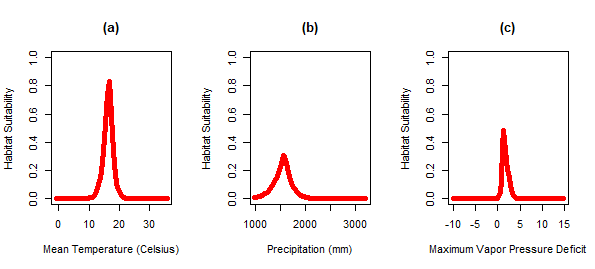 (a) (b) (c)
Habitat Suitability Habitat Suitability Habitat Suitability
1.0 1.0 1.0
0.8 0.8 0.8
0.6 0.6 0.6
0.4 0.4 0.4
0.2 0.2 0.2
0.0 0.0 0.0
0 10 20 30 1000 2000 3000 -10 -5 0 5 10 15
Mean Temperature (Celsius) Precipitation (mm) Maximum Vapor Pressure Deficit